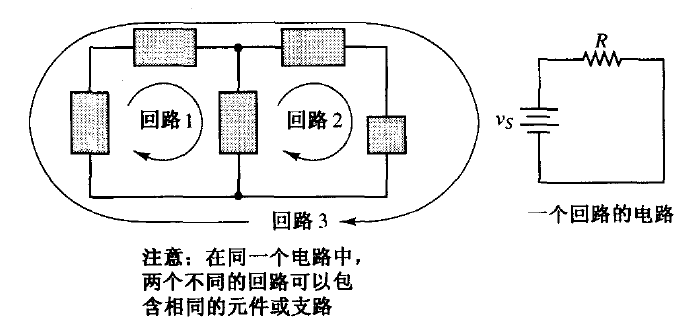 回路1
回路2
回路3
注意：在同一个电路中，
两个不同的回路可以包
含相同的元件或支路
R
vS
一个回路的电路